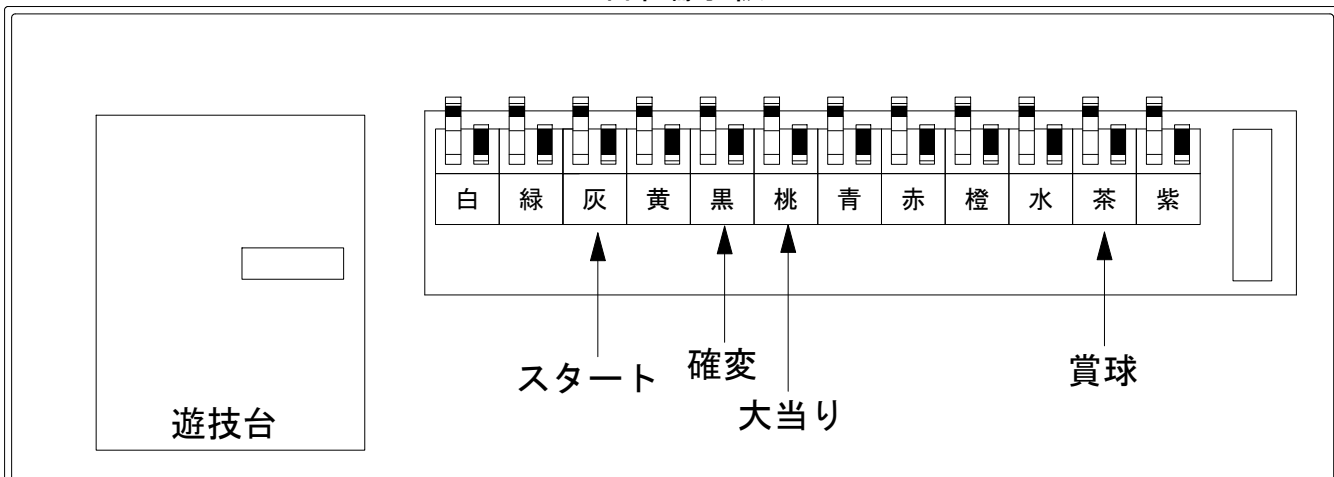 白 緑 灰 黄 黒 桃 青 赤 橙 水 茶 紫
スタート 確変 大当り 賞球
遊技台